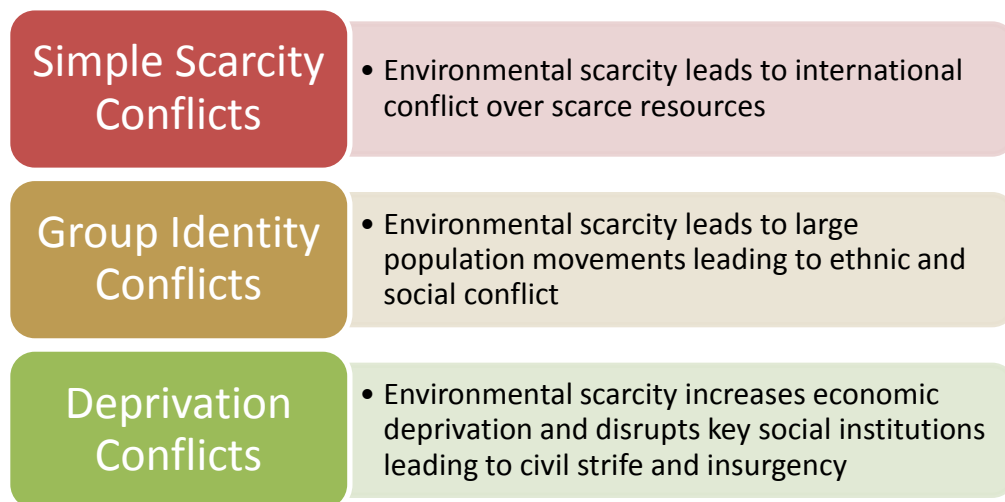 Simple Scarcity
Conflicts
• Environmental scarcity leads to international
conflict over scarce resources
Group Identity
Conflicts
• Environmental scarcity leads to large
population movements leading to ethnic and
social conflict
Deprivation
Conflicts
• Environmental scarcity increases economic
deprivation and disrupts key social institutions
leading to civil strife and insurgency